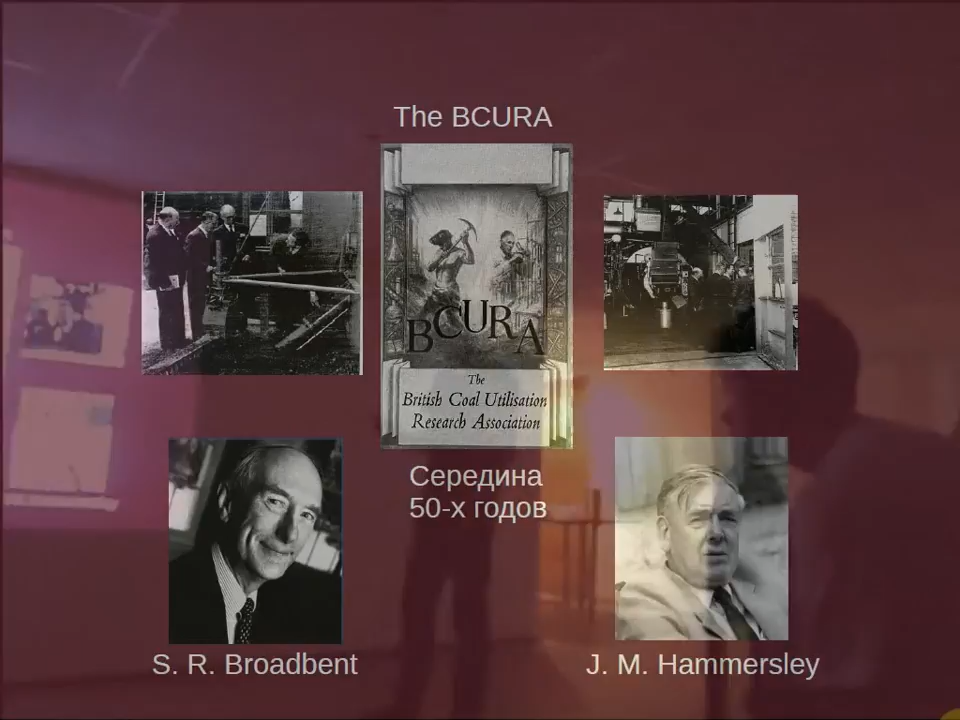 The BCURA
BCURA
The
British Coal Utilisation
Research Association
Середина
50-х годов
S. R. Broadbent
J. M. Hammersley